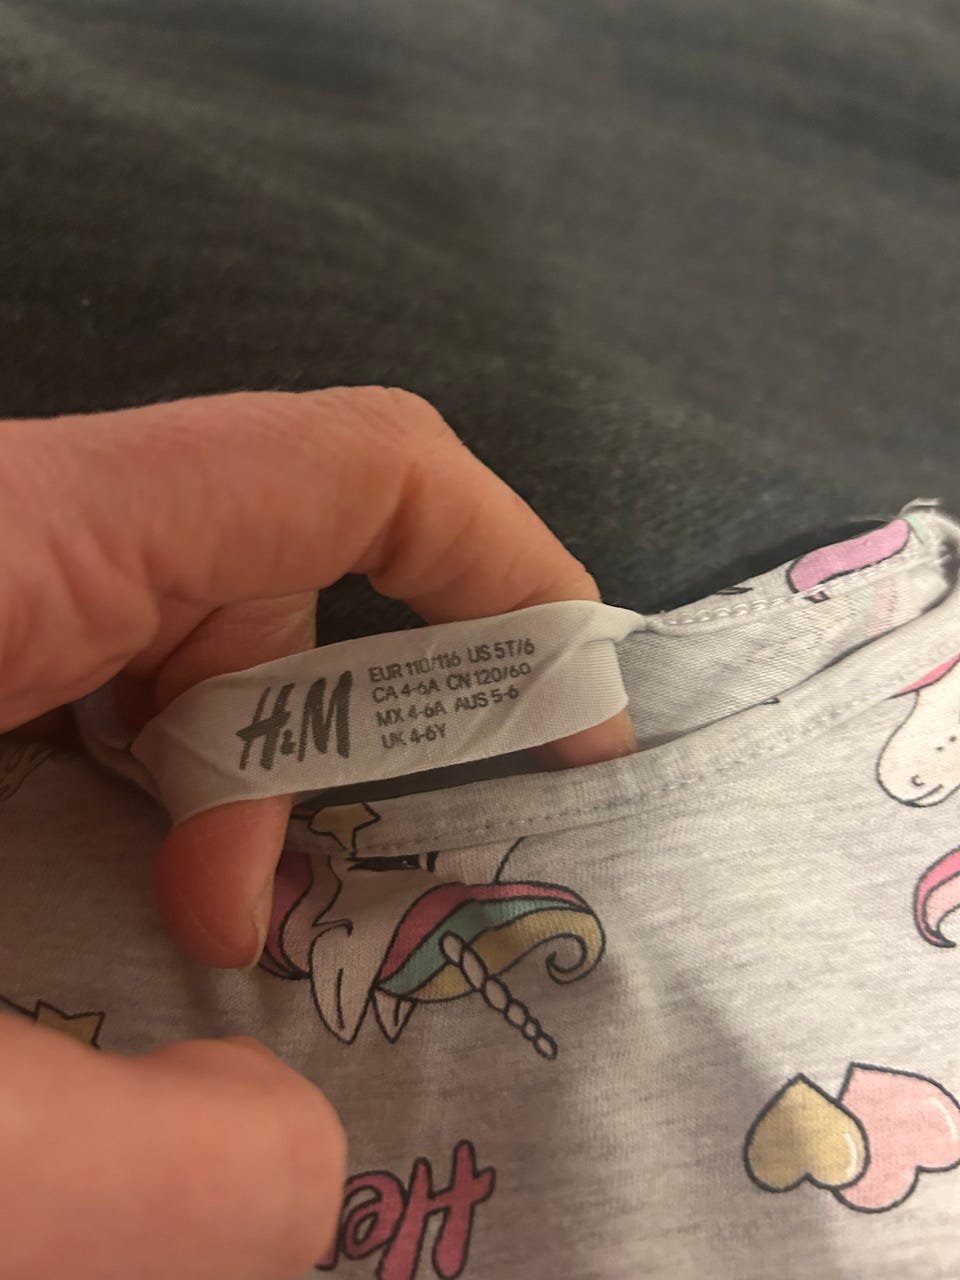 H&M
EUR 110/116 US 5T/6
CA 4-6A CN 120/60
MX 4-6A AUS 5-6
UK 4-6Y
He